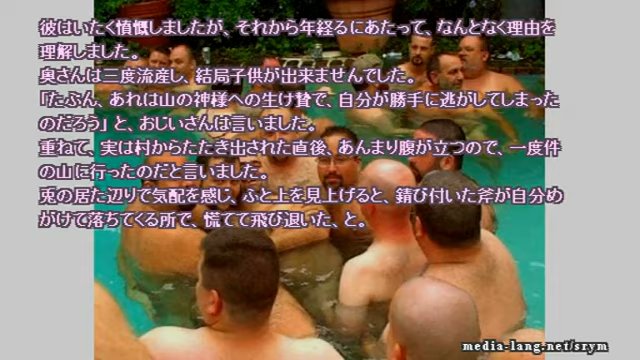 彼はいたく憤慨しましたが、それから年経るにあたって、なんとなく理由を
理解しました。
奥さんは三度流産し、結局子供が出来ませんでした。
「たぶん、あれは山の神様への生け贄で、自分が勝手に逃がしてしまった
のだろう」と、おじいさんは言いました。
重ねて、実は村からたたき出された直後、あんまり腹が立つので、一度件
の山に行ったのだと言いました。
兎の居た辺りで気配を感じ、ふと上を見上げると、錆び付いた斧が自分め
がけて落ちてくる所で、慌てて飛び退いた、と。
media-lang.net/srym